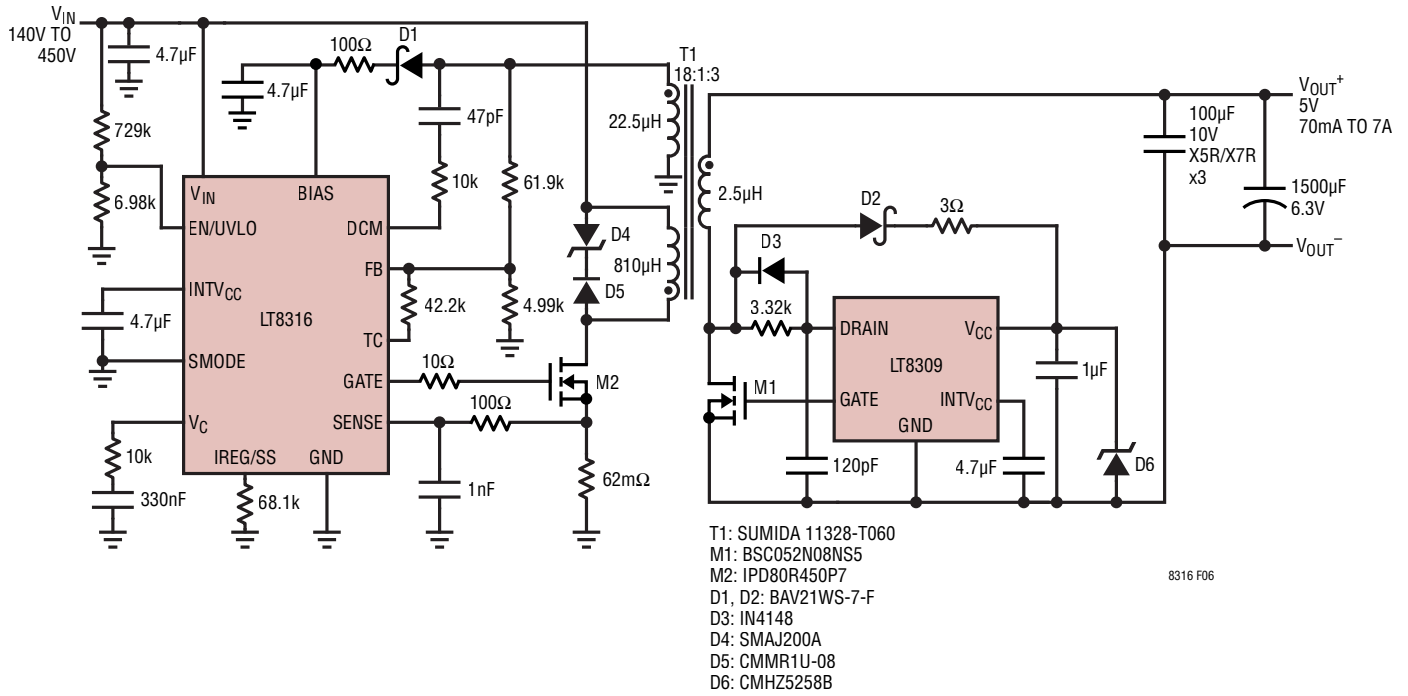 VIN
140V TO
450V
4.7µF
729k
6.98k
4.7µF
100Ω
D1
47pF
10k
61.9k
T1
18:1:3
22.5µH
2.5µH
810µH
D4
D5
VIN
BIAS
EN/UVLO
DCM
FB
INTVCC
LT8316
TC
SMODE
GATE
VC
SENSE
IREG/SS
GND
4.7µF
10k
330nF
68.1k
42.2k
4.99k
10Ω
100Ω
M2
1nF
62mΩ
VOUT+
5V
70mA TO 7A
100µF
10V
X5R/X7R
x3
1500µF
6.3V
VOUT–
D2
3Ω
D3
3.32k
DRAIN
VCC
LT8309
GATE
INTVCC
GND
M1
1µF
120pF
4.7µF
D6
T1: SUMIDA 11328-T060
M1: BSC052N08NS5
M2: IPD80R450P7
D1, D2: BAV21WS-7-F
D3: IN4148
D4: SMAJ200A
D5: CMMR1U-08
D6: CMHZ5258B
8316 F06